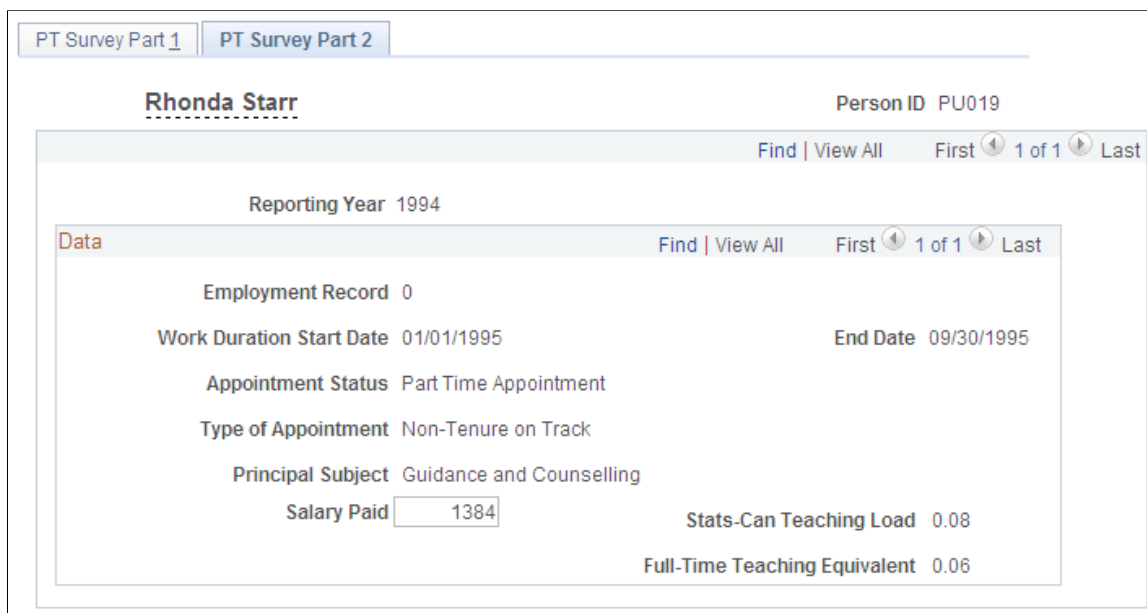 PT Survey Part 1 PT Survey Part 2
Rhonda Starr Person ID PU019
Find | View All First 1 of 1 Last
Reporting Year 1994
Data Find | View All First 1 of 1 Last
Employment Record 0
Work Duration Start Date 01/01/1995 End Date 09/30/1995
Appointment Status Part Time Appointment
Type of Appointment Non-Tenure on Track
Principal Subject Guidance and Counselling
Salary Paid 1384
Stats-Can Teaching Load 0.08
Full-Time Teaching Equivalent 0.06